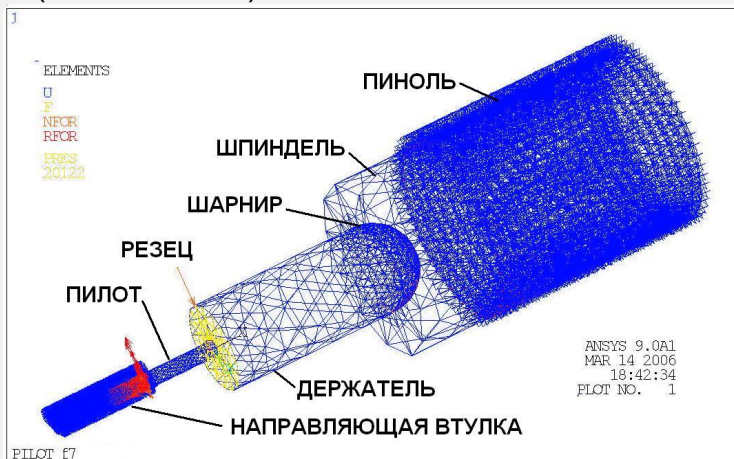 1
ELEMENTS
U
F
NFOR
RFOR
PRES
20122
ПИНОЛЬ
ШПИНДЕЛЬ
ШАРНИР
РЕЗЕЦ
ПИЛОТ
ДЕРЖАТЕЛЬ
НАПРАВЛЯЮЩАЯ ВТУЛКА
ANSYS 9.0A1
MAR 14 2006
18:42:34
PLOT NO. 1
PILOT f7